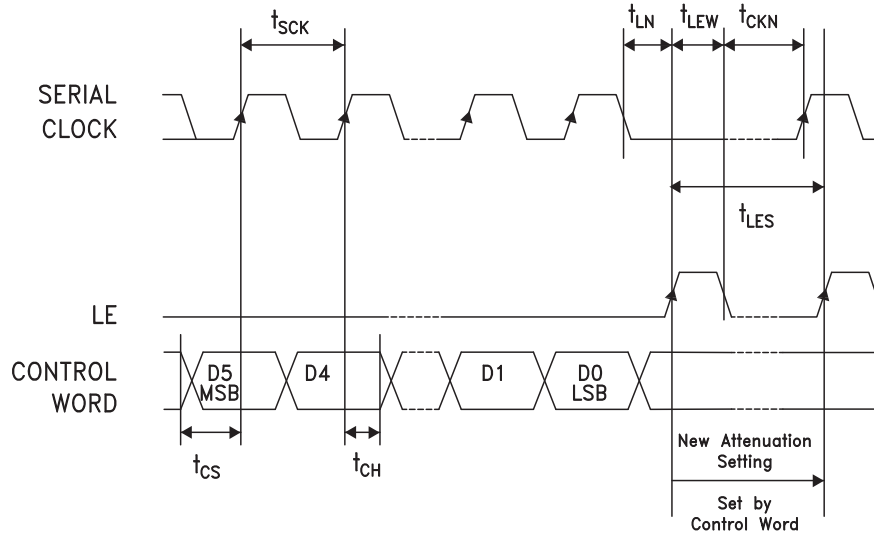 tSCK
tLN
tLEW
tCKN
SERIAL
CLOCK
tLES
LE
CONTROL
WORD
D5
MSB
D4
D1
D0
LSB
tCS
tCH
New Attenuation
Setting
Set by
Control Word